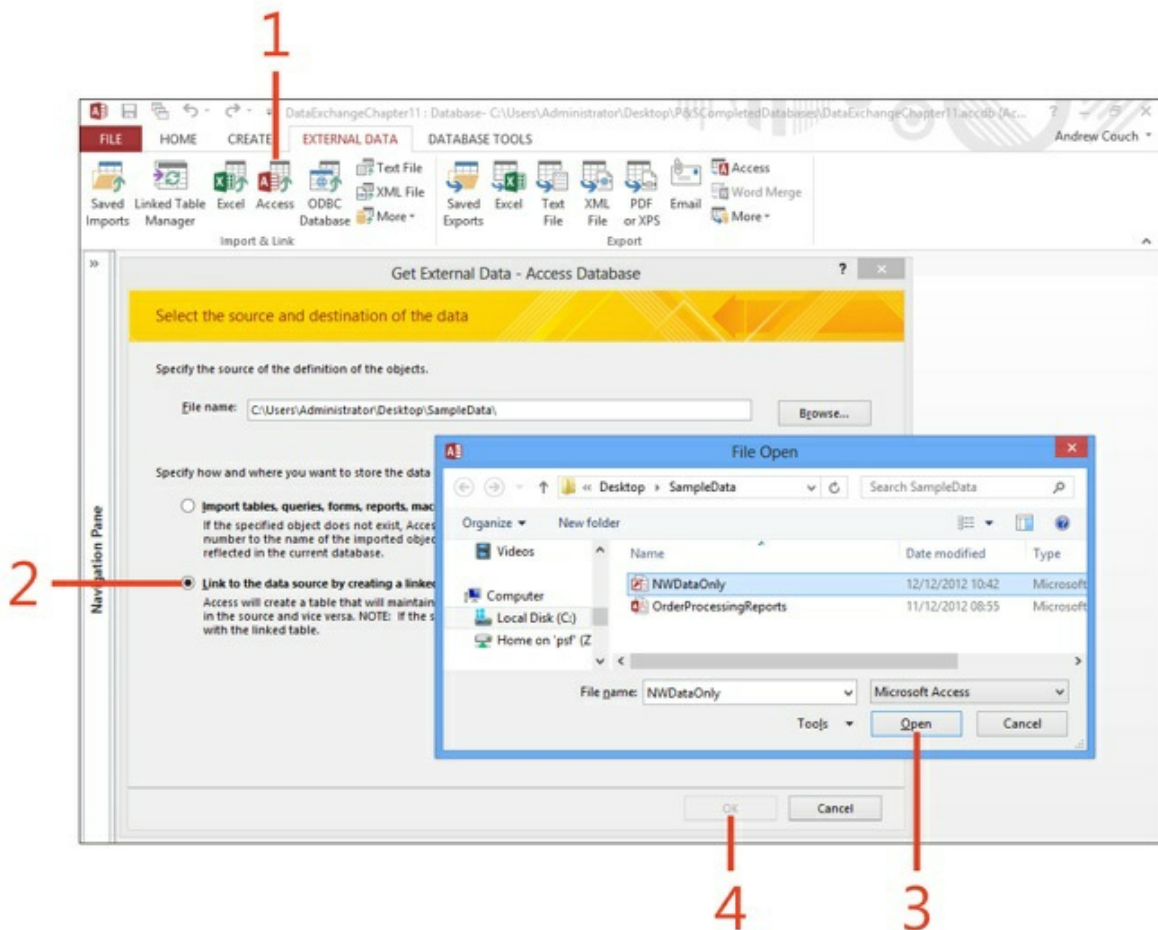 1
DataExchangeChapter11 : Database- C:\Users\Administrator\Desktop\P&SCompletedDatabases\DataExchangeChapter11.accdb (Ac... ?
FILE HOME CREATE EXTERNAL DATA DATABASE TOOLS Andrew Couch
Saved Imports
Linked Table Manager
Excel
Access
ODBC Database
Text File
XML File
More
Import & Link
Saved Exports
Excel
Text File
XML File
PDF or XPS
Email
Access
Word Merge
More
Export
Navigation Pane
Get External Data - Access Database ?
Select the source and destination of the data
Specify the source of the definition of the objects.
File name: C:\Users\Administrator\Desktop\SampleData\ Browse...
Specify how and where you want to store the data
Import tables, queries, forms, reports, mac
If the specified object does not exist, Acces
number to the name of the imported objec
reflected in the current database.
2
Link to the data source by creating a linked
Access will create a table that will maintain
in the source and vice versa. NOTE: If the s
with the linked table.
File Open
« Desktop SampleData Search SampleData
Organize New folder
Videos
Computer
Local Disk (C:)
Home on 'psf' (Z
Name Date modified Type
NWDataOnly 12/12/2012 10:42 Microsoft
OrderProcessingReports 11/12/2012 08:55 Microsoft
File name: NWDataOnly Microsoft Access
Tools Open Cancel
OK Cancel
4
3